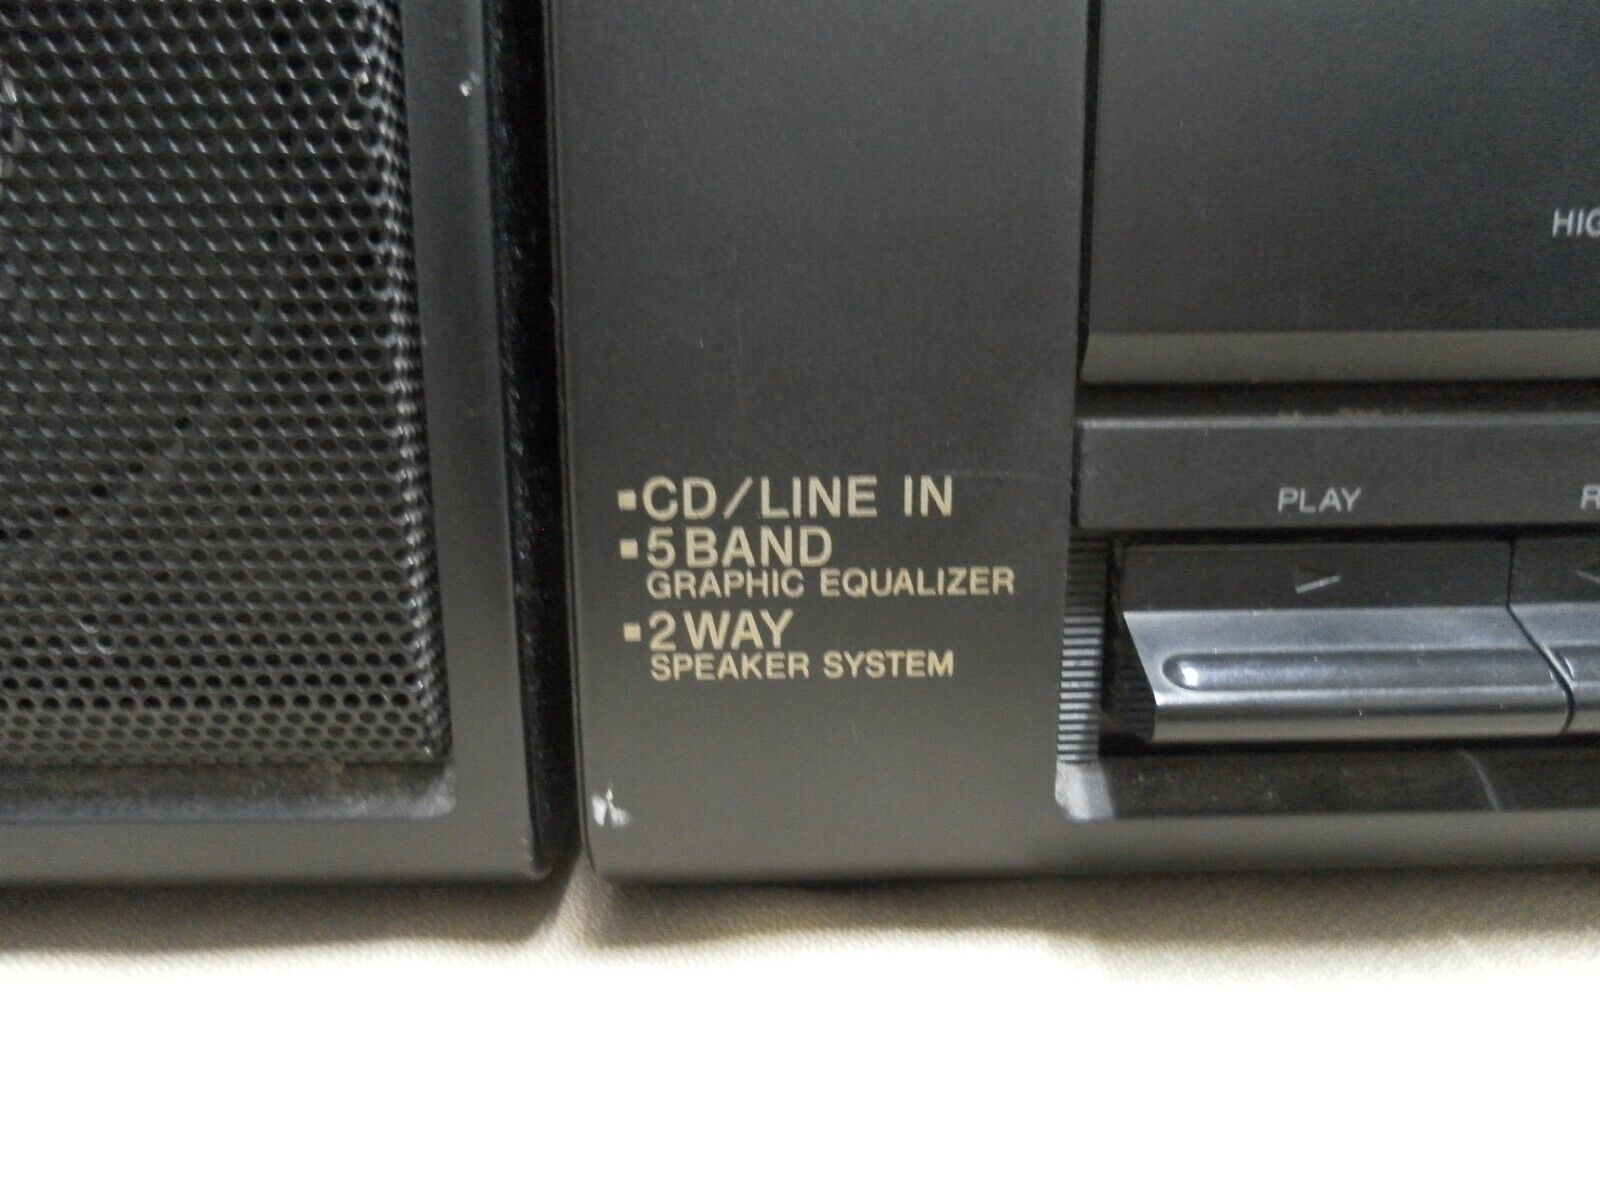 ▪CD/LINE IN
▪5 BAND
GRAPHIC EQUALIZER
▪2 WAY
SPEAKER SYSTEM
PLAY